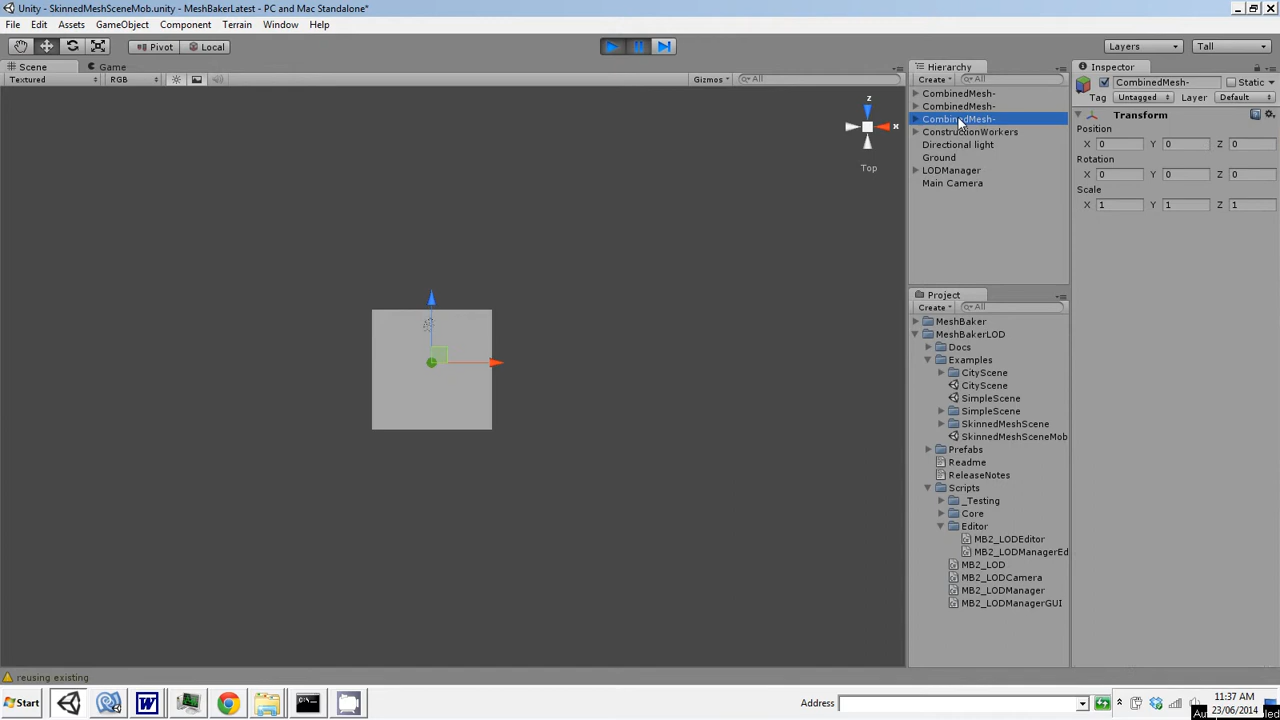 Unity - SkinnedMeshSceneMob.unity - MeshBakerLatest - PC and Mac Standalone*
File Edit Assets GameObject Component Terrain Window Help
Pivot Local Layers Tall
Scene Game Hierarchy Inspector
Textured RGB Gizmos All Create All CombinedMesh- Static
CombinedMesh- Tag Untagged Layer Default
CombinedMesh- Transform
CombinedMesh- Position
ConstructionWorkers X 0 Y 0 Z 0
Directional light Rotation
Ground X 0 Y 0 Z 0
LODManager Scale
Main Camera X 1 Y 1 Z 1
z
x
Top
Project
Create All
MeshBaker
MeshBakerLOD
Docs
Examples
CityScene
CityScene
SimpleScene
SimpleScene
SkinnedMeshScene
SkinnedMeshSceneMob
Prefabs
Readme
ReleaseNotes
Scripts
_Testing
Core
Editor
MB2_LODEditor
MB2_LODManagerEd
MB2_LOD
MB2_LODCamera
MB2_LODManager
MB2_LODManagerGUI
reusing existing
Start Address 11:37 AM
23/06/2014